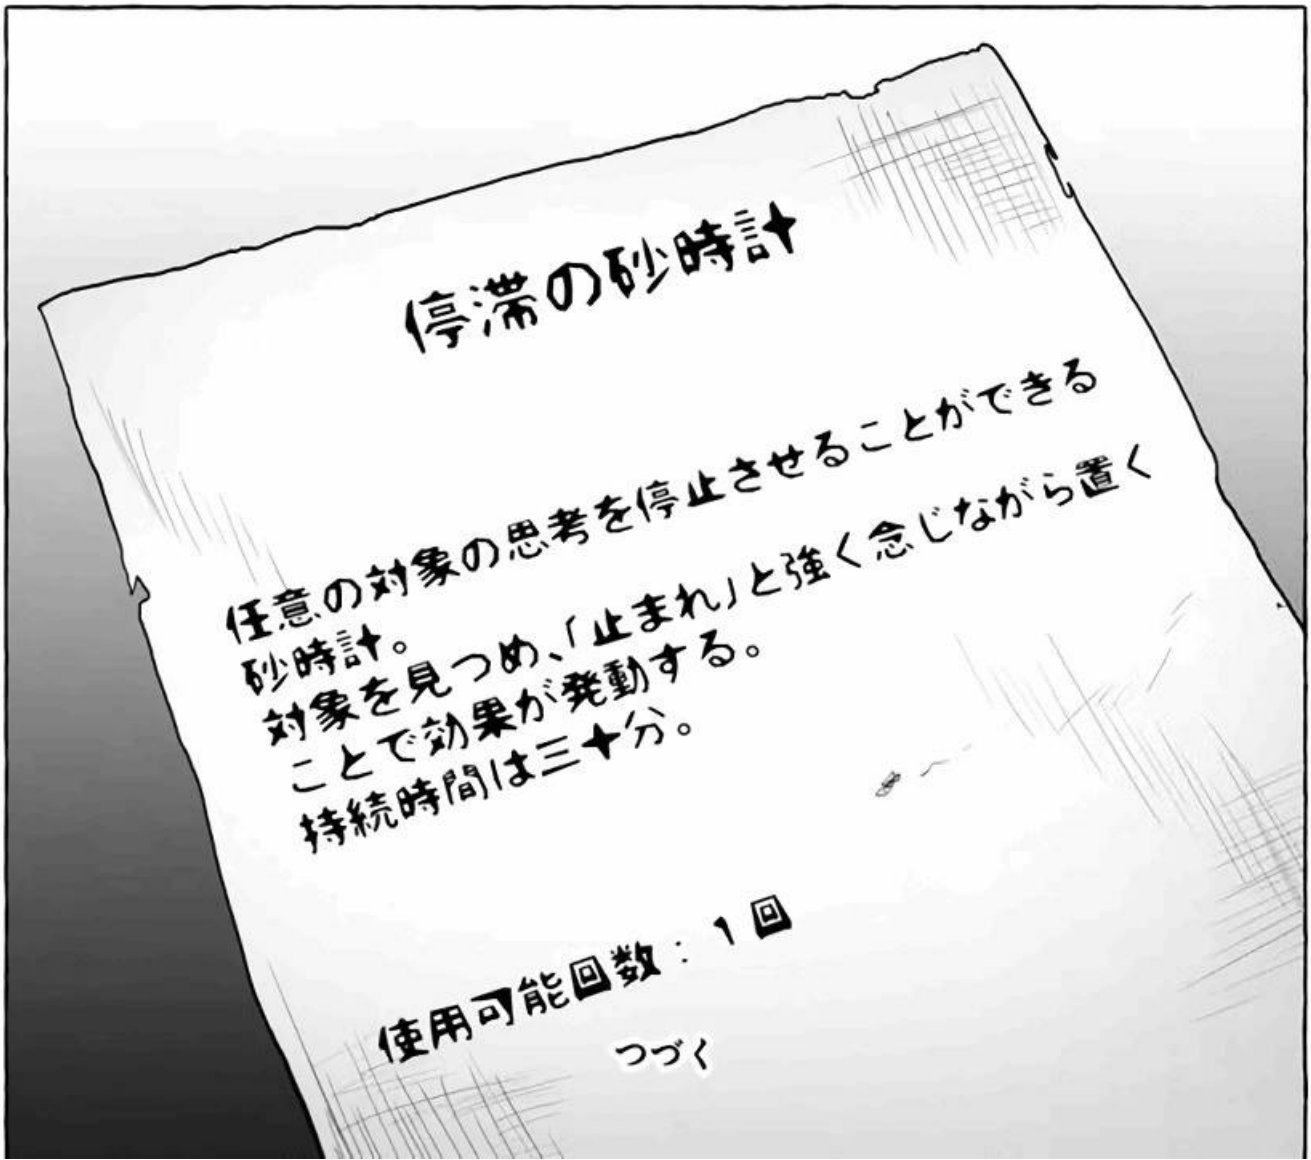 停滞の砂時計
任意の対象の思考を停止させることができる
砂時計。
対象を見つめ、「止まれ」と強く念じながら置く
ことで効果が発動する。
持続時間は三十分。
使用可能回数：1回
つづく